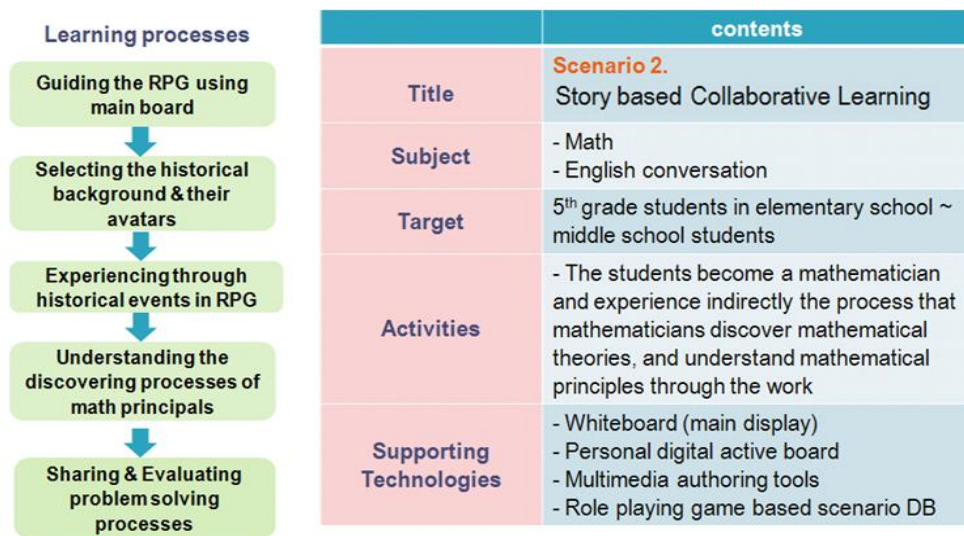 Learning processes
Guiding the RPG using
main board
Selecting the historical
background & their
avatars
Experiencing through
historical events in RPG
Understanding the
discovering processes of
math principals
Sharing & Evaluating
problem solving
processes
contents
Title
Scenario 2.
Story based Collaborative Learning
Subject
- Math
- English conversation
Target
5th grade students in elementary school ~
middle school students
Activities
- The students become a mathematician
and experience indirectly the process that
mathematicians discover mathematical
theories, and understand mathematical
principles through the work
Supporting
Technologies
- Whiteboard (main display)
- Personal digital active board
- Multimedia authoring tools
- Role playing game based scenario DB